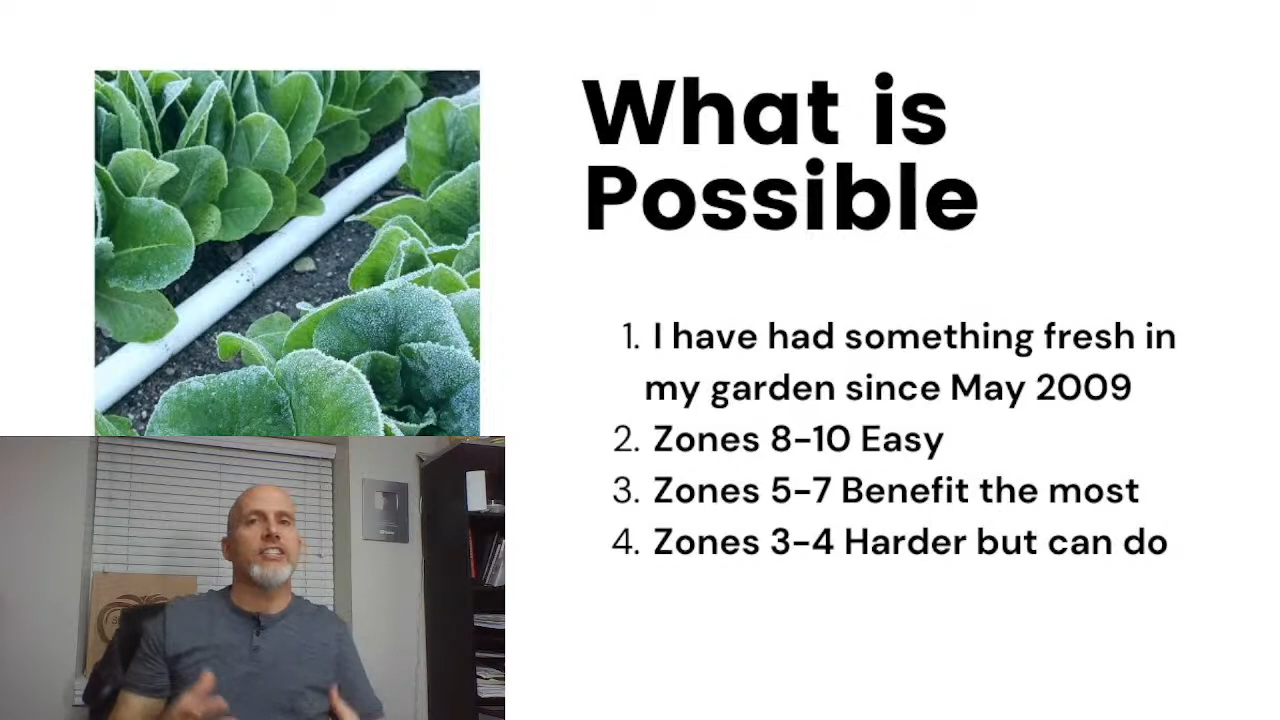 What is
Possible
1. I have had something fresh in
my garden since May 2009
2. Zones 8-10 Easy
3. Zones 5-7 Benefit the most
4. Zones 3-4 Harder but can do